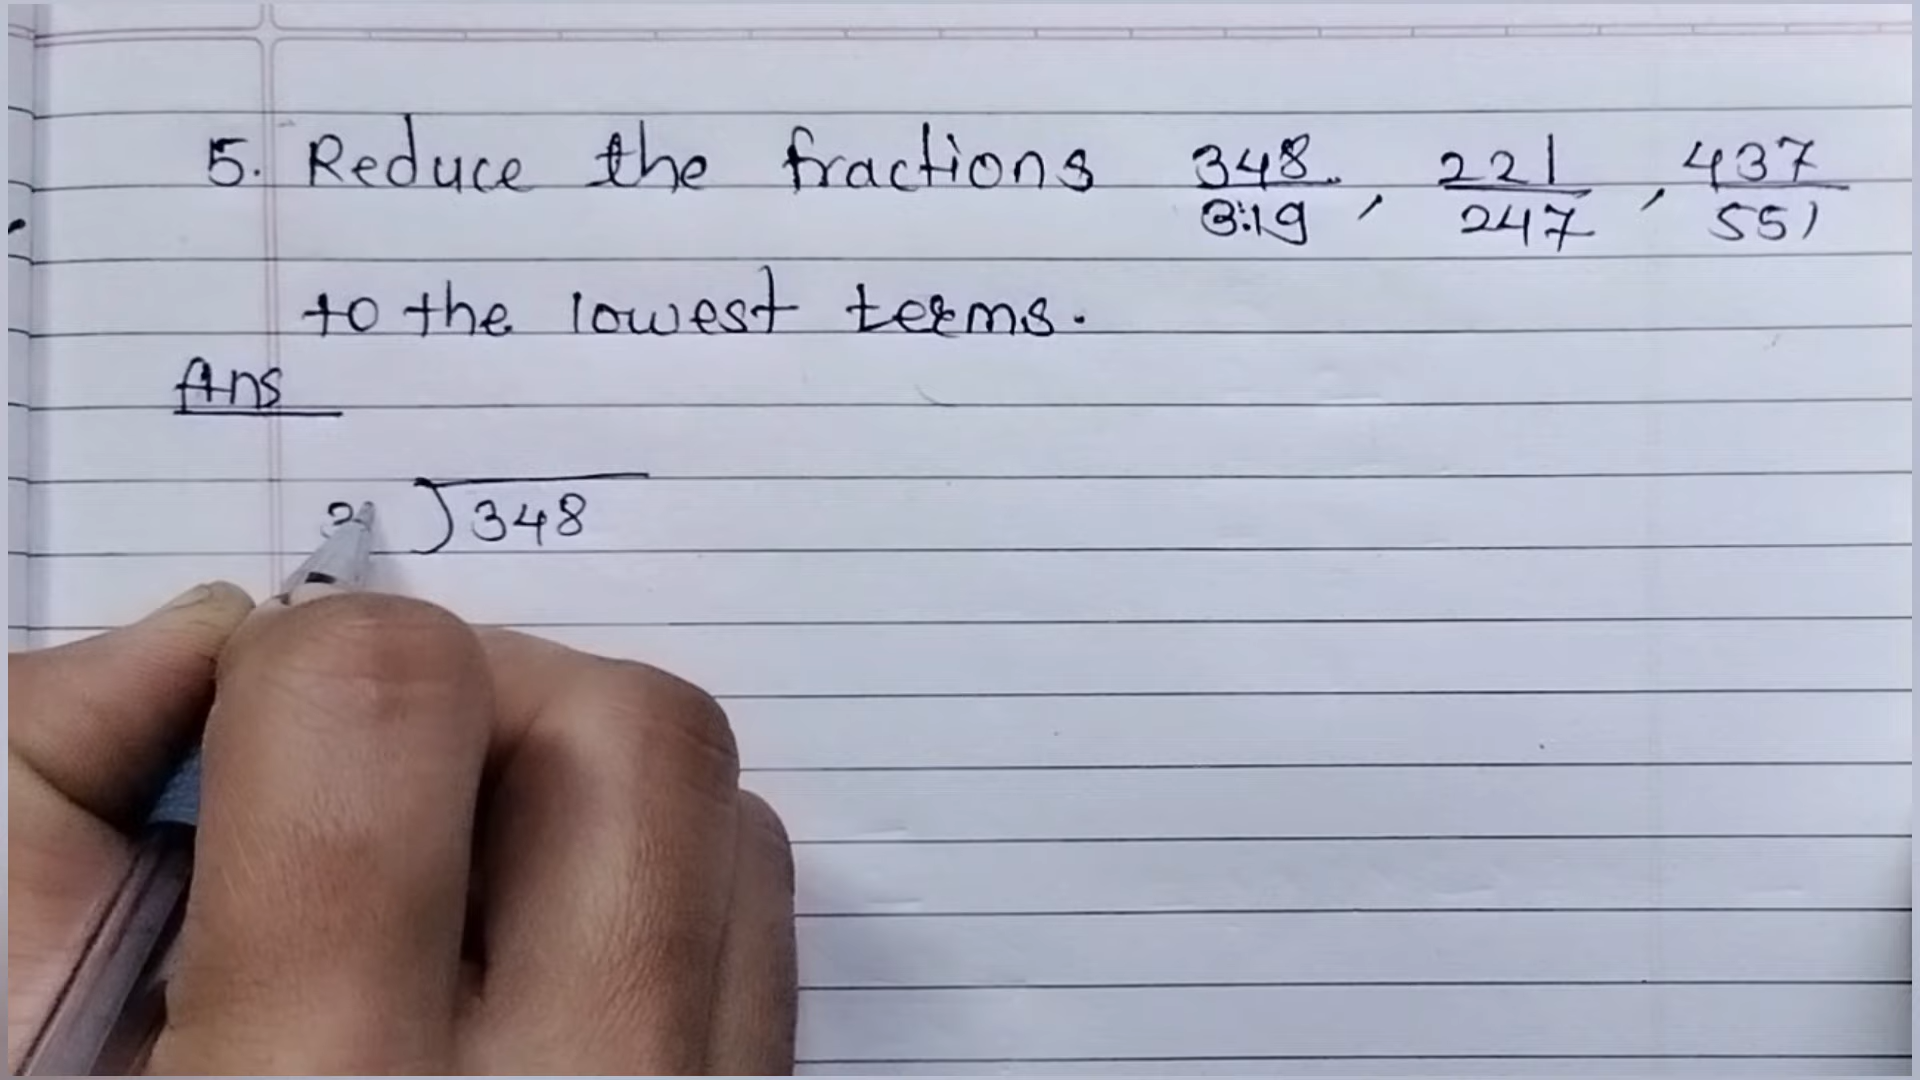 5. Reduce the fractions 348/319, 221/247, 437/551
to the lowest terms.
Ans
348